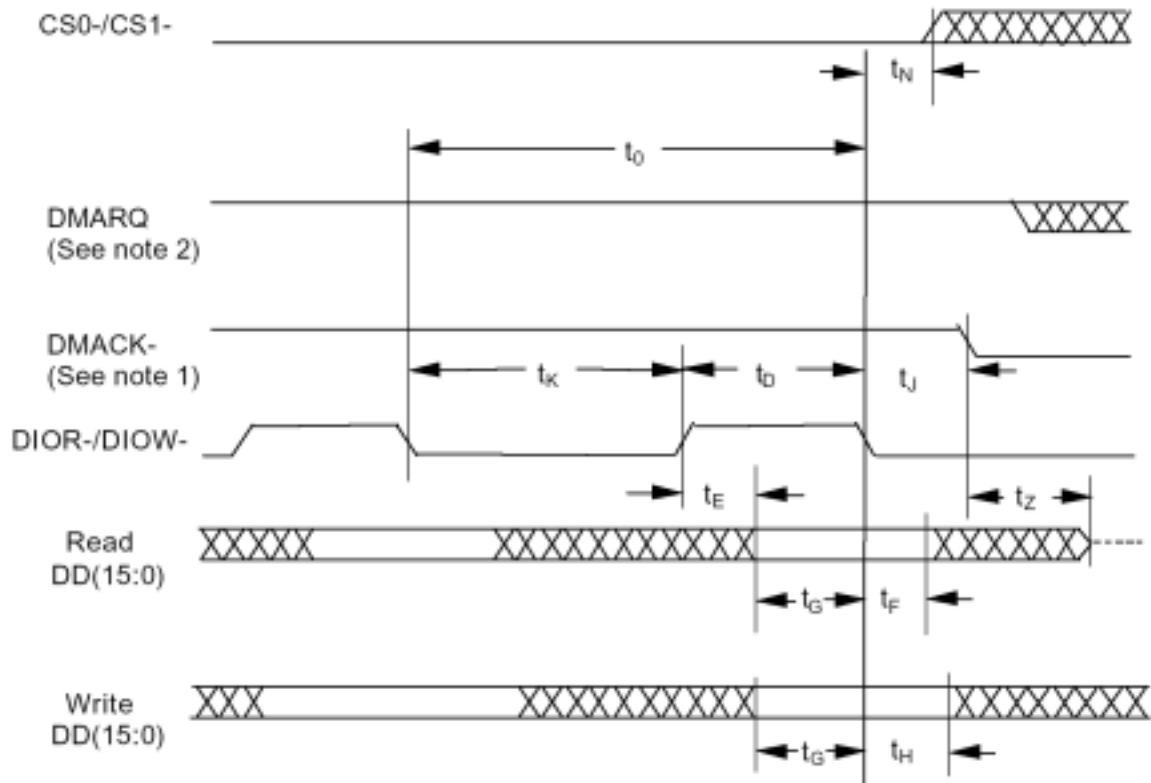 CS0-/CS1-
tN
t0
DMARQ
(See note 2)
DMACK-
(See note 1)
tK
tD
tJ
DIOR-/DIOW-
tE
tZ
Read
DD(15:0)
tG
tF
Write
DD(15:0)
tG
tH